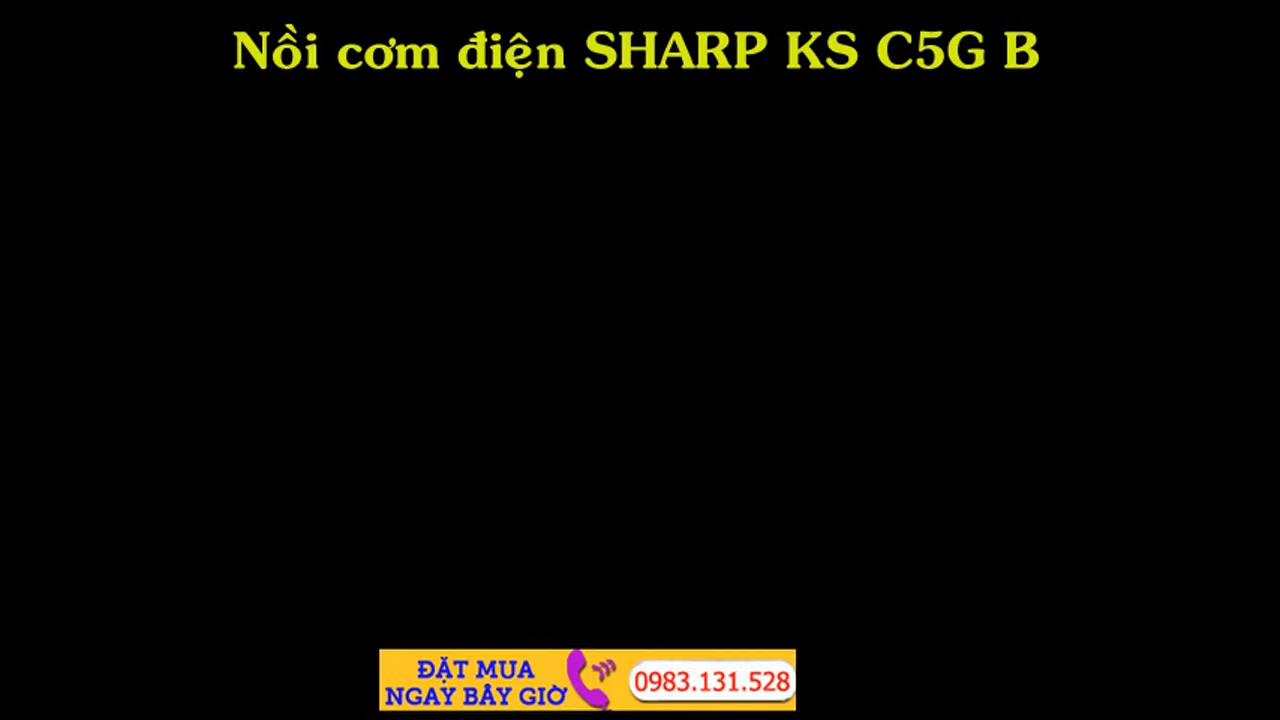 Nồi cơm điện SHARP KS C5G B
ĐẶT MUA
NGAY BÂY GIỜ
0983.131.528